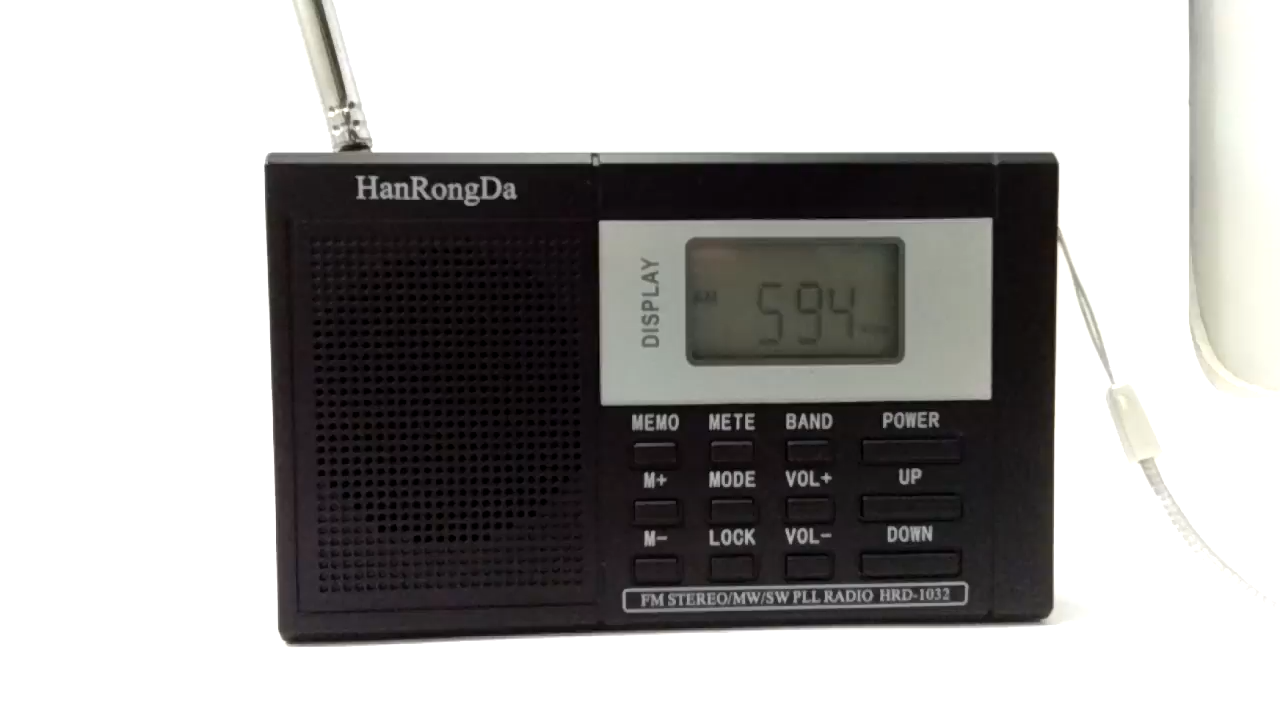 HanRongDa
DISPLAY
594
MEMO METE BAND POWER
M+ MODE VOL+ UP
M- LOCK VOL- DOWN
FM STEREO/MW/SW PLL RADIO HRD-1032